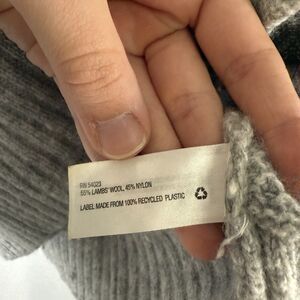 RN 54023
55% LAMBS' WOOL, 45% NYLON
LABEL MADE FROM 100% RECYCLED PLASTIC